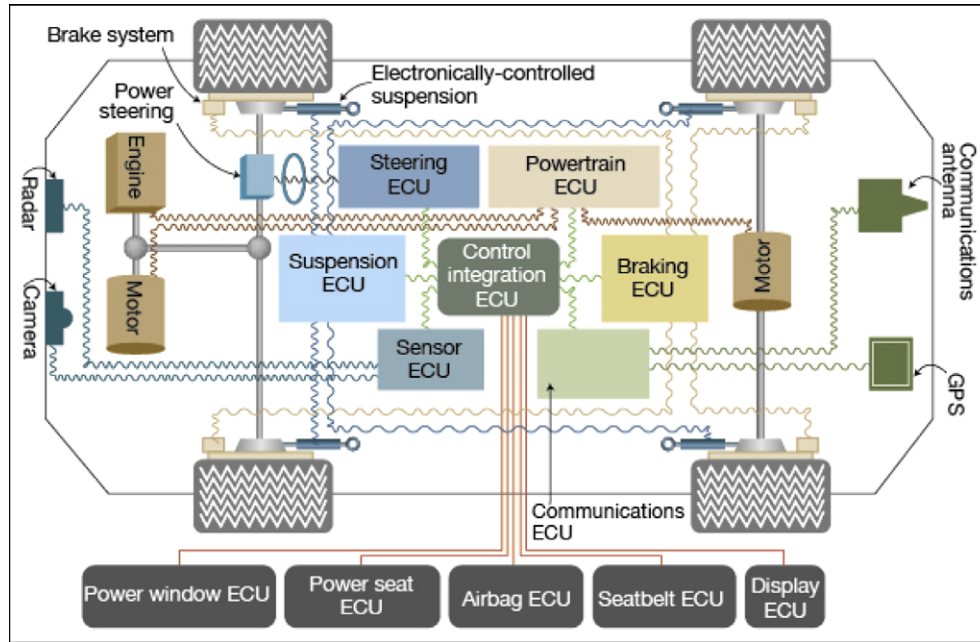 Brake system
Electronically-controlled
suspension
Power
steering
Engine
Steering
ECU
Powertrain
ECU
Communications
antenna
Radar
Control
integration
ECU
Suspension
ECU
Braking
ECU
Motor
Motor
Camera
Sensor
ECU
GPS
Communications
ECU
Power window ECU
Power seat
ECU
Airbag ECU
Seatbelt ECU
Display
ECU